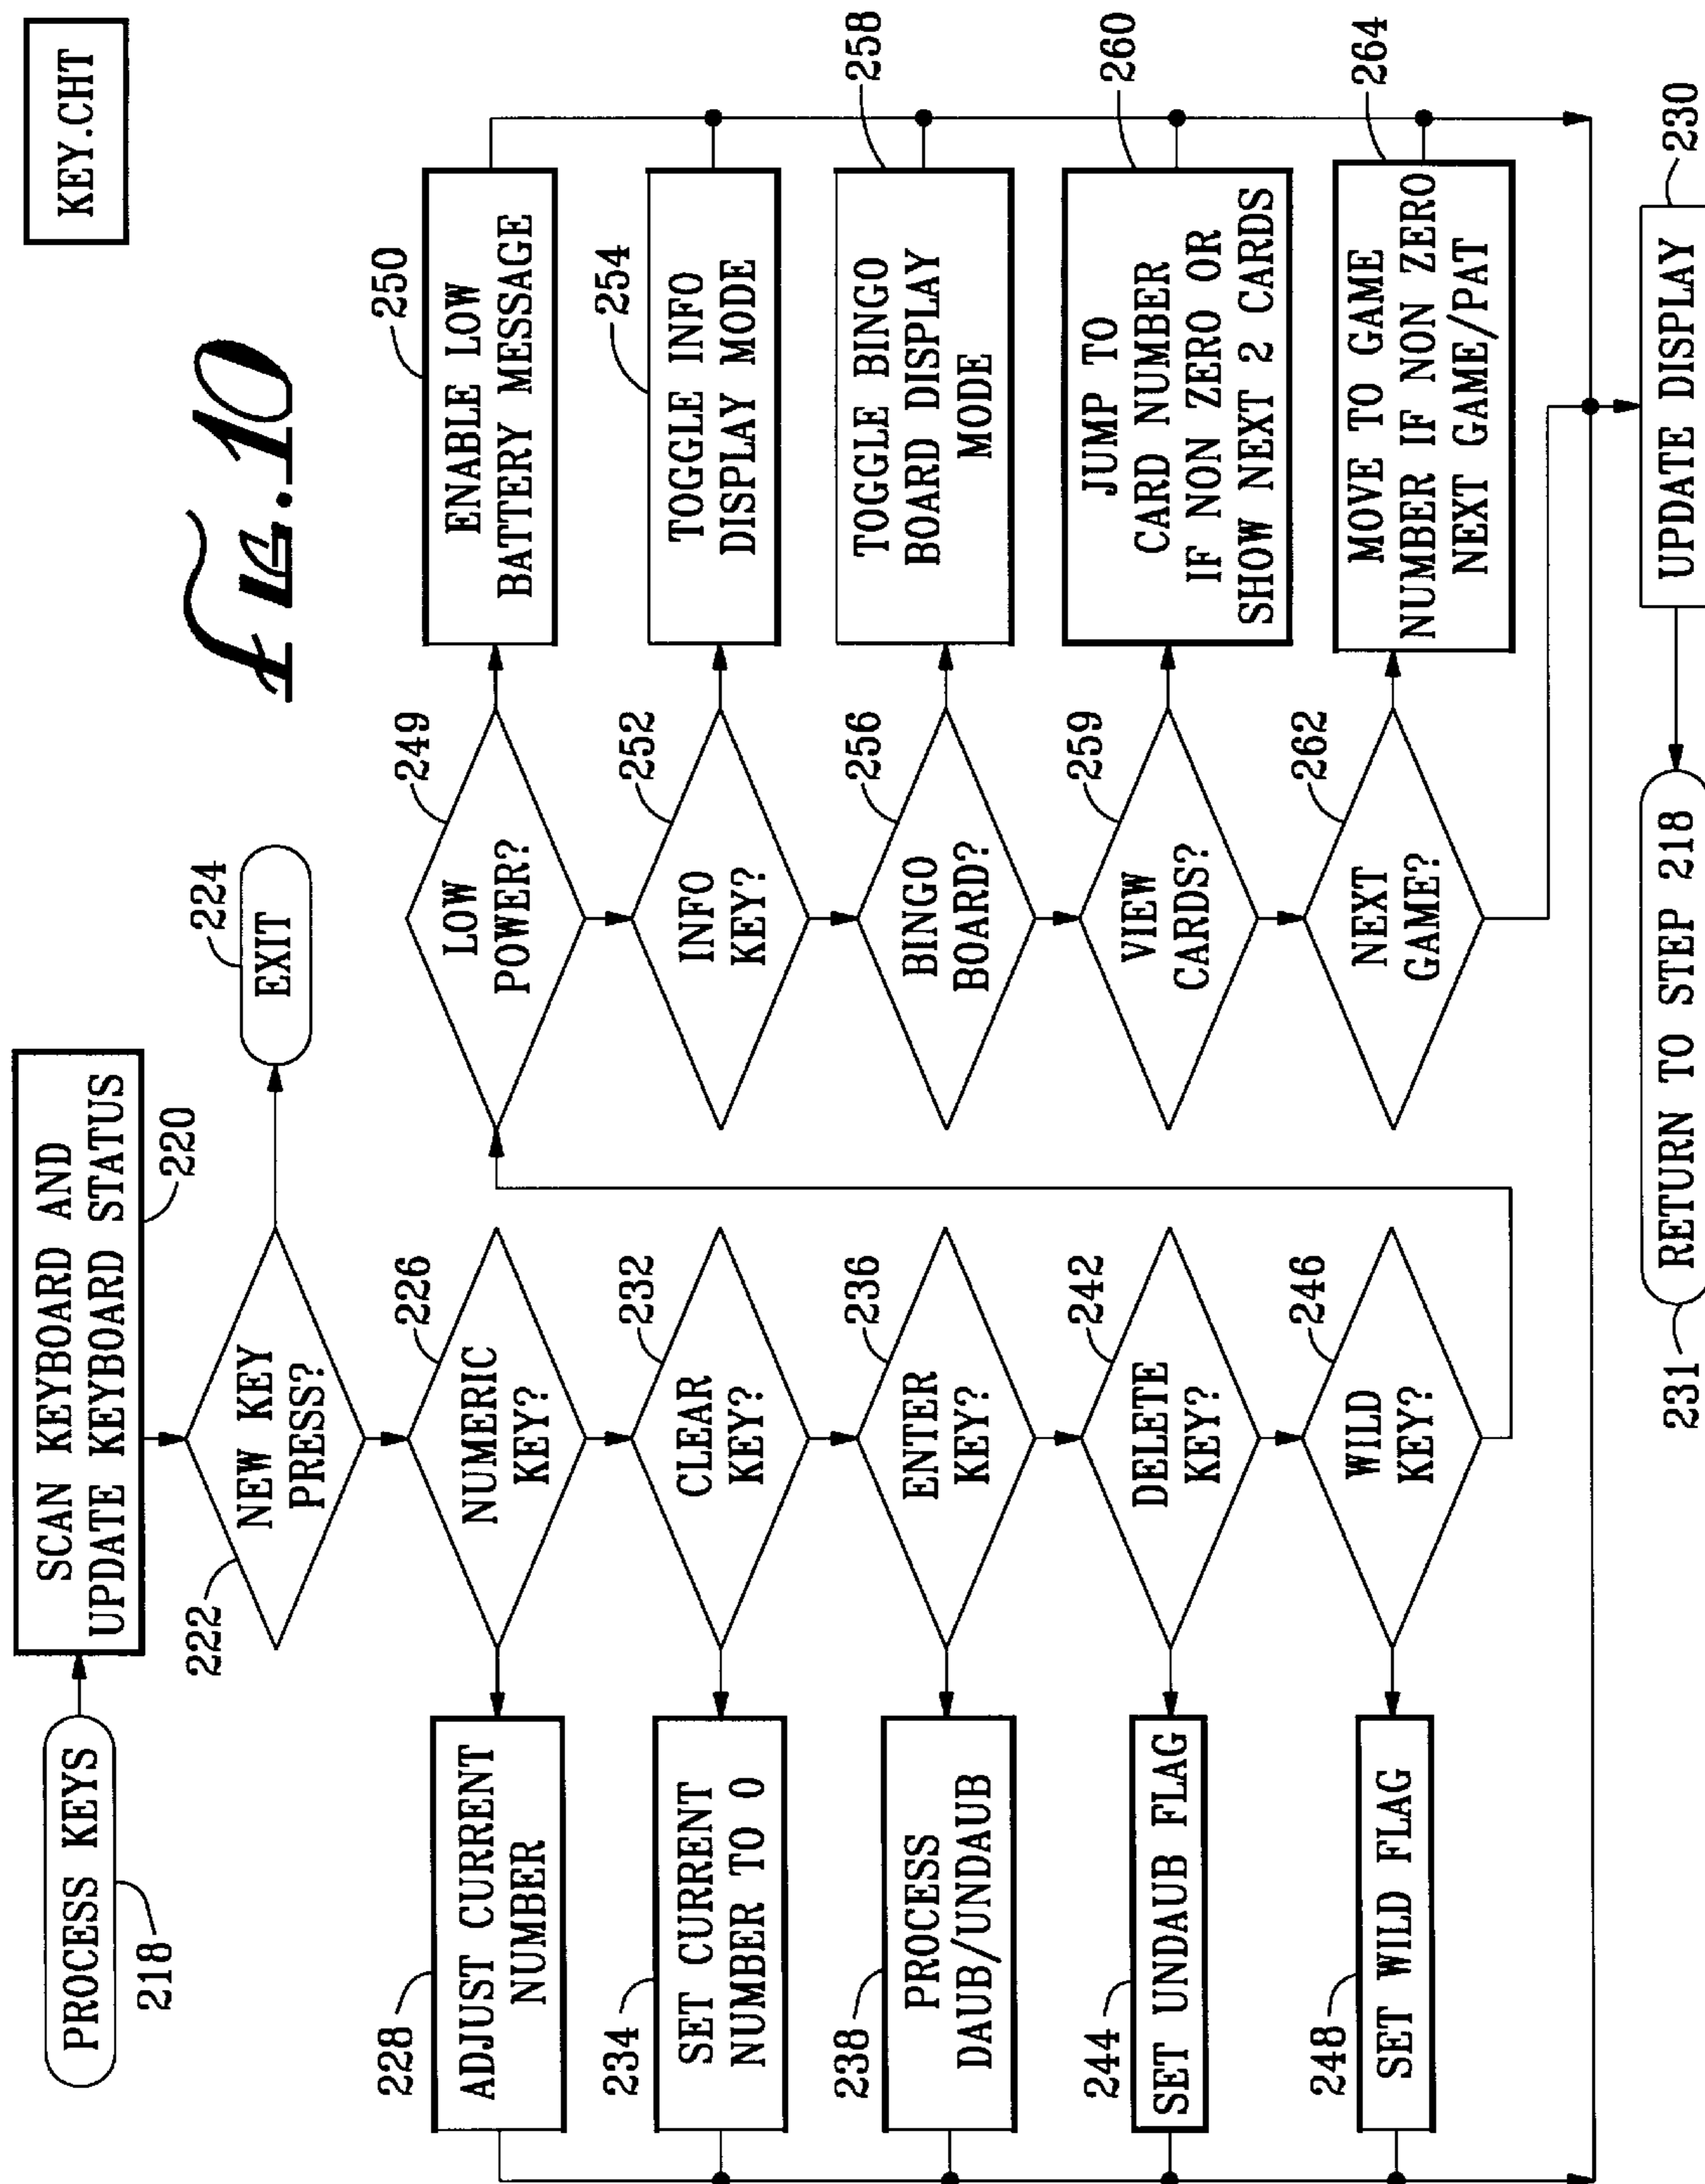 KEY.CHT
Fig. 10
PROCESS KEYS
218
SCAN KEYBOARD AND
UPDATE KEYBOARD STATUS
220
222
NEW KEY
PRESS?
224
EXIT
228
ADJUST CURRENT
NUMBER
NUMERIC
KEY?
226
LOW
POWER?
249
250
ENABLE LOW
BATTERY MESSAGE
234
SET CURRENT
NUMBER TO 0
CLEAR
KEY?
232
INFO
KEY?
252
254
TOGGLE INFO
DISPLAY MODE
238
PROCESS
DAUB/UNDAUB
ENTER
KEY?
236
BINGO
BOARD?
256
TOGGLE BINGO
BOARD DISPLAY
MODE
258
244
SET UNDAUB FLAG
DELETE
KEY?
242
VIEW
CARDS?
259
JUMP TO
CARD NUMBER
IF NON ZERO OR
SHOW NEXT 2 CARDS
260
248
SET WILD FLAG
WILD
KEY?
246
NEXT
GAME?
262
MOVE TO GAME
NUMBER IF NON ZERO
NEXT GAME/PAT
264
231
RETURN TO STEP 218
UPDATE DISPLAY
230